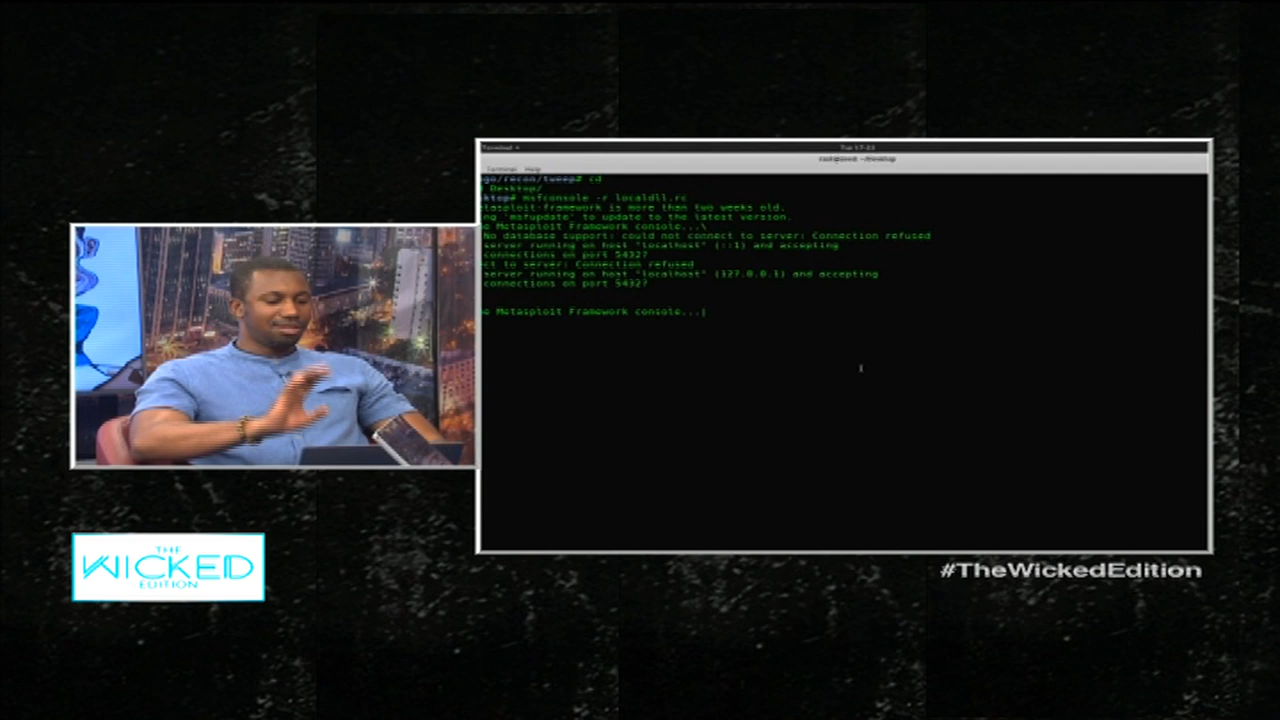 Terminal
Tue 17:23
Terminal Help
go/recon/tweep# cd
Desktop/
ktop# msfconsole -r localdll.rc
etasploit-framework is more than two weeks old.
ng 'msfupdate' to update to the latest version.
e Metasploit Framework console...\
No database support: could not connect to server: Connection refused
server running on host "localhost" (::1) and accepting
connections on port 5432?
ct to server: Connection refused
server running on host "localhost" (127.0.0.1) and accepting
connections on port 5432?
e Metasploit Framework console...|
THE
WICKED
EDITION
#TheWickedEdition